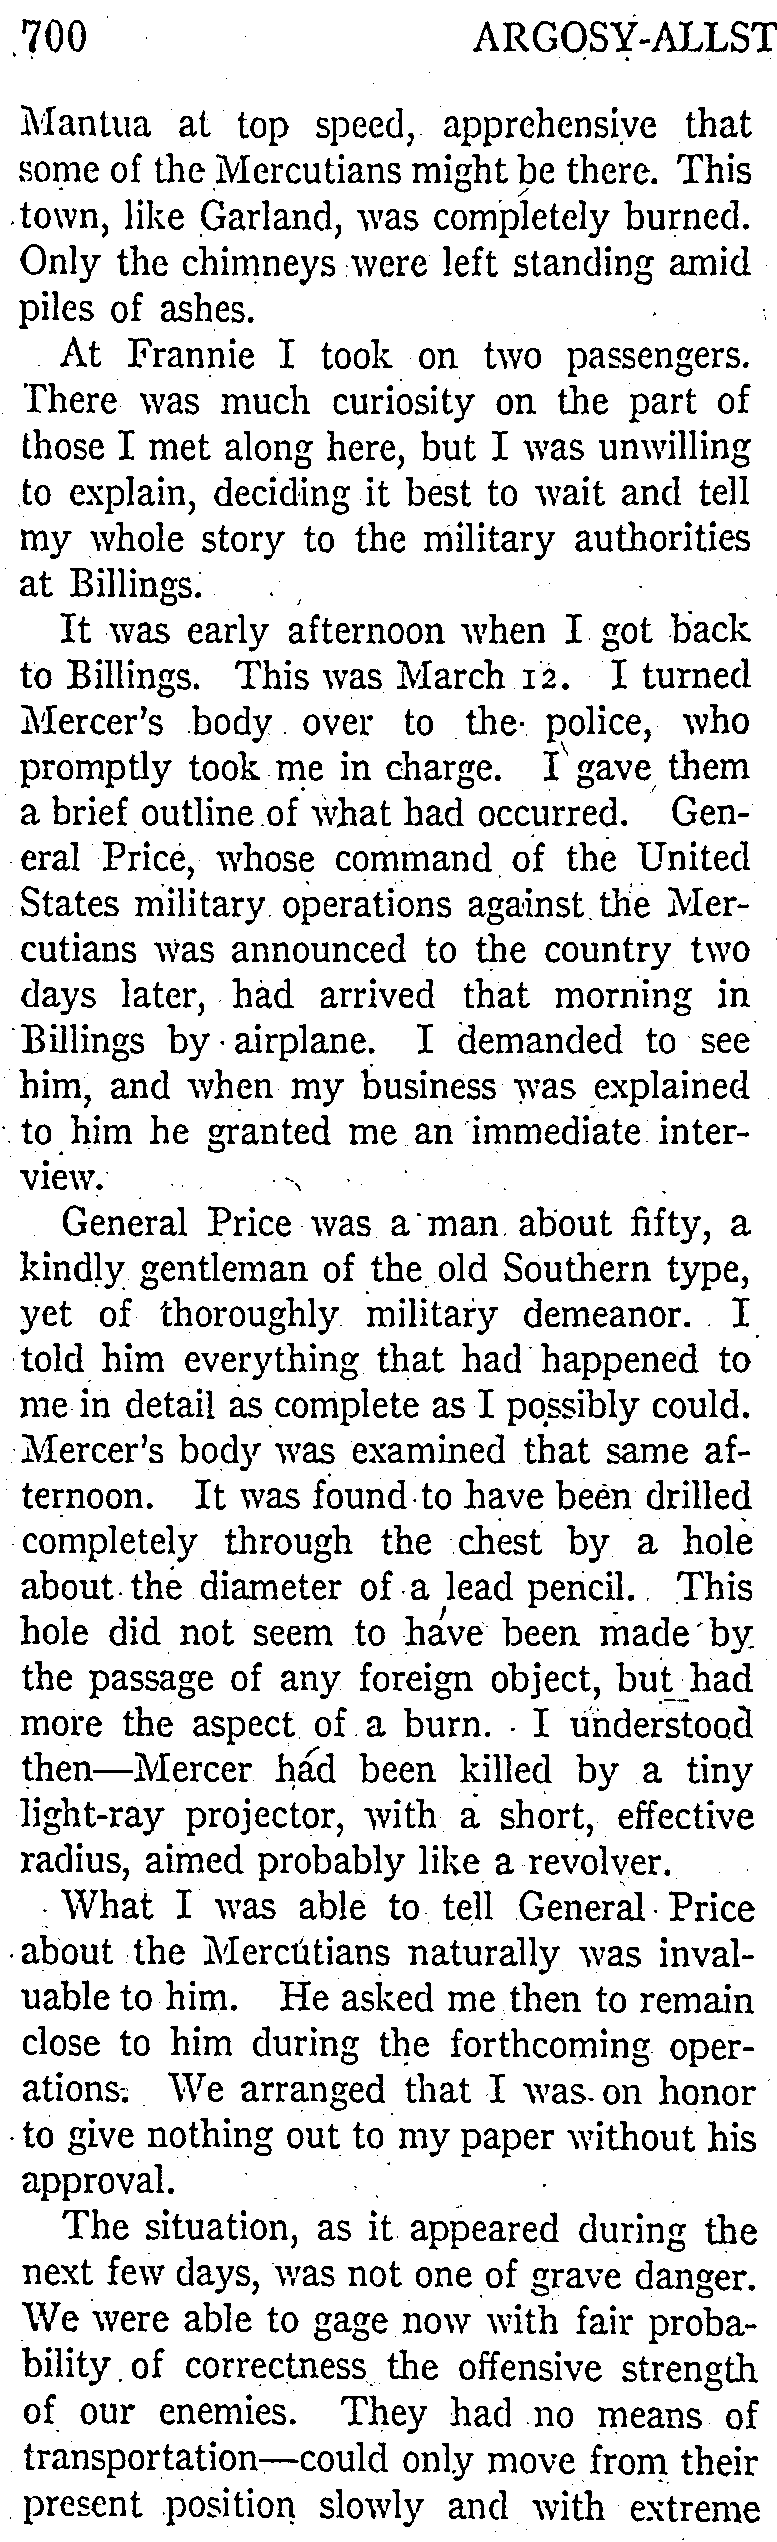 700 ARGOSY-ALLST
Mantua at top speed, apprehensive that
some of the Mercutians might be there. This
town, like Garland, was completely burned.
Only the chimneys were left standing amid
piles of ashes.
At Frannie I took on two passengers.
There was much curiosity on the part of
those I met along here, but I was unwilling
to explain, deciding it best to wait and tell
my whole story to the military authorities
at Billings.
It was early afternoon when I got back
to Billings. This was March 12. I turned
Mercer's body over to the police, who
promptly took me in charge. I gave them
a brief outline of what had occurred. Gen-
eral Price, whose command of the United
States military operations against the Mer-
cutians was announced to the country two
days later, had arrived that morning in
Billings by airplane. I demanded to see
him, and when my business was explained
to him he granted me an immediate inter-
view.
General Price was a man about fifty, a
kindly gentleman of the old Southern type,
yet of thoroughly military demeanor. I
told him everything that had happened to
me in detail as complete as I possibly could.
Mercer's body was examined that same af-
ternoon. It was found to have been drilled
completely through the chest by a hole
about the diameter of a lead pencil. This
hole did not seem to have been made by
the passage of any foreign object, but had
more the aspect of a burn. I understood
then—Mercer had been killed by a tiny
light-ray projector, with a short, effective
radius, aimed probably like a revolver.
What I was able to tell General Price
about the Mercutians naturally was inval-
uable to him. He asked me then to remain
close to him during the forthcoming oper-
ations. We arranged that I was on honor
to give nothing out to my paper without his
approval.
The situation, as it appeared during the
next few days, was not one of grave danger.
We were able to gage now with fair proba-
bility of correctness the offensive strength
of our enemies. They had no means of
transportation—could only move from their
present position slowly and with extreme